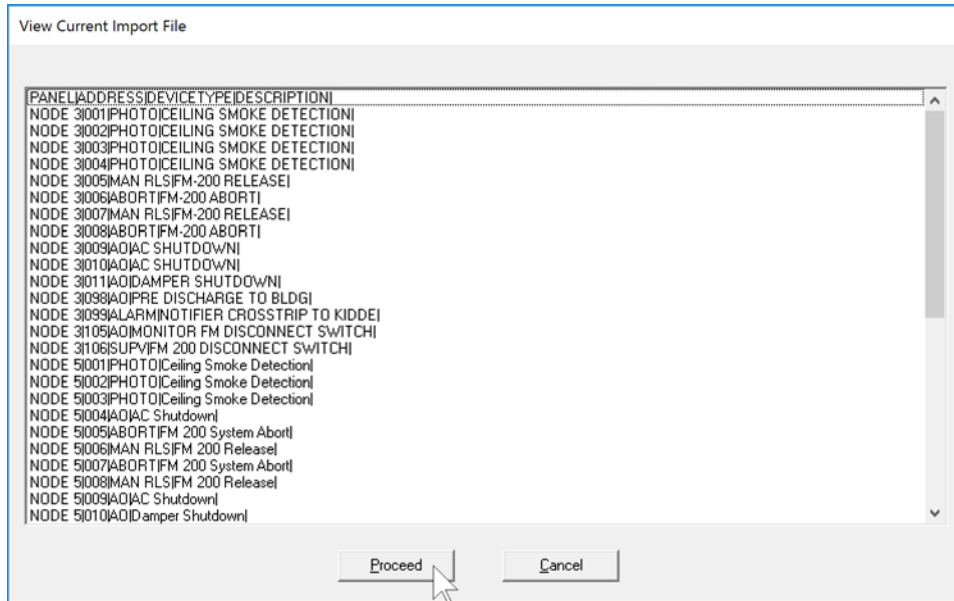 View Current Import File
|PANEL|ADDRESS|DEVICETYPE|DESCRIPTION|
NODE 3|001|PHOTO|CEILING SMOKE DETECTION|
NODE 3|002|PHOTO|CEILING SMOKE DETECTION|
NODE 3|003|PHOTO|CEILING SMOKE DETECTION|
NODE 3|004|PHOTO|CEILING SMOKE DETECTION|
NODE 3|005|MAN RLS|FM-200 RELEASE|
NODE 3|006|ABORT|FM-200 ABORT|
NODE 3|007|MAN RLS|FM-200 RELEASE|
NODE 3|008|ABORT|FM-200 ABORT|
NODE 3|009|AO|AC SHUTDOWN|
NODE 3|010|AO|AC SHUTDOWN|
NODE 3|011|AO|DAMPER SHUTDOWN|
NODE 3|098|AO|PRE DISCHARGE TO BLDG|
NODE 3|099|ALARM|NOTIFIER CROSSTRIP TO KIDDE|
NODE 3|105|AO|MONITOR FM DISCONNECT SWITCH|
NODE 3|106|SUPV|FM 200 DISCONNECT SWITCH|
NODE 5|001|PHOTO|Ceiling Smoke Detection|
NODE 5|002|PHOTO|Ceiling Smoke Detection|
NODE 5|003|PHOTO|Ceiling Smoke Detection|
NODE 5|004|AO|AC Shutdown|
NODE 5|005|ABORT|FM 200 System Abort|
NODE 5|006|MAN RLS|FM 200 Release|
NODE 5|007|ABORT|FM 200 System Abort|
NODE 5|008|MAN RLS|FM 200 Release|
NODE 5|009|AO|AC Shutdown|
NODE 5|010|AO|Damper Shutdown|
Proceed Cancel